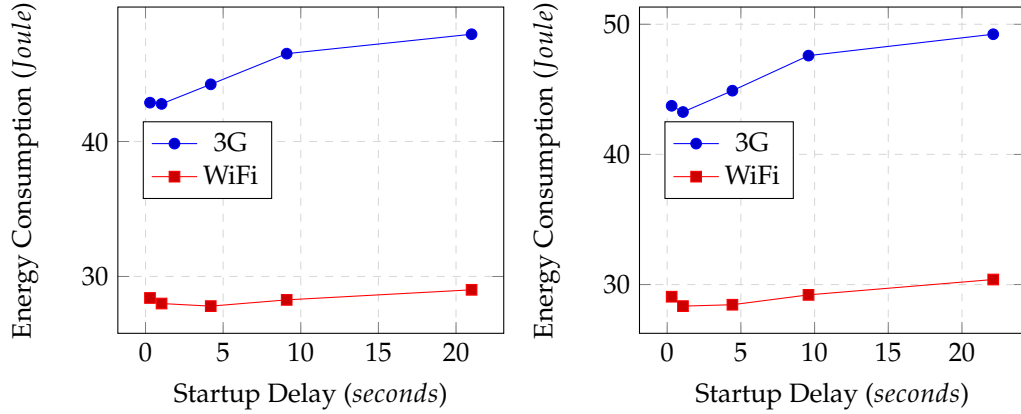 Energy Consumption (Joule)
40
30
3G
WiFi
0 5 10 15 20
Startup Delay (seconds)
Energy Consumption (Joule)
50
40
30
3G
WiFi
0 5 10 15 20
Startup Delay (seconds)